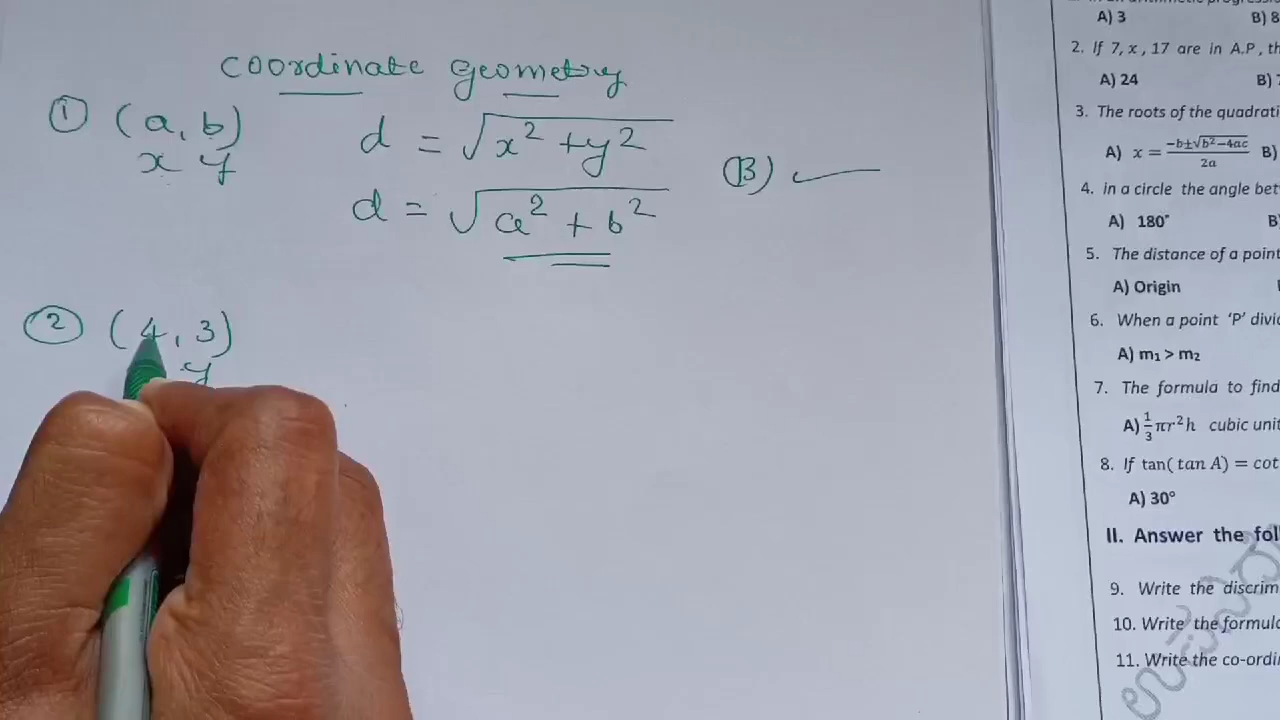 coordinate geometry
① (a, b)
x y
d = √x² + y²
d = √a² + b²
(B)
② (4, 3)
y
A) 3 B) 8
2. If 7, x , 17 are in A.P , th
A) 24 B)
3. The roots of the quadrati
A) x = -b±√b²−4ac / 2a B)
4. in a circle the angle bet
A) 180° B
5. The distance of a point
A) Origin
6. When a point ‘P’ divi
A) m₁ > m₂
7. The formula to find
A) 1/3 πr²h cubic unit
8. If tan( tan A) = cot
A) 30°
II. Answer the fol
9. Write the discrim
10. Write the formula
11. Write the co-ordi